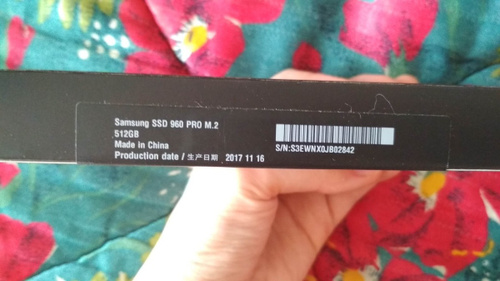 Samsung SSD 960 PRO M.2
512GB
Made in China
Production date / 生产日期 2017 11 16
S/N:S3EWNX0JB02842